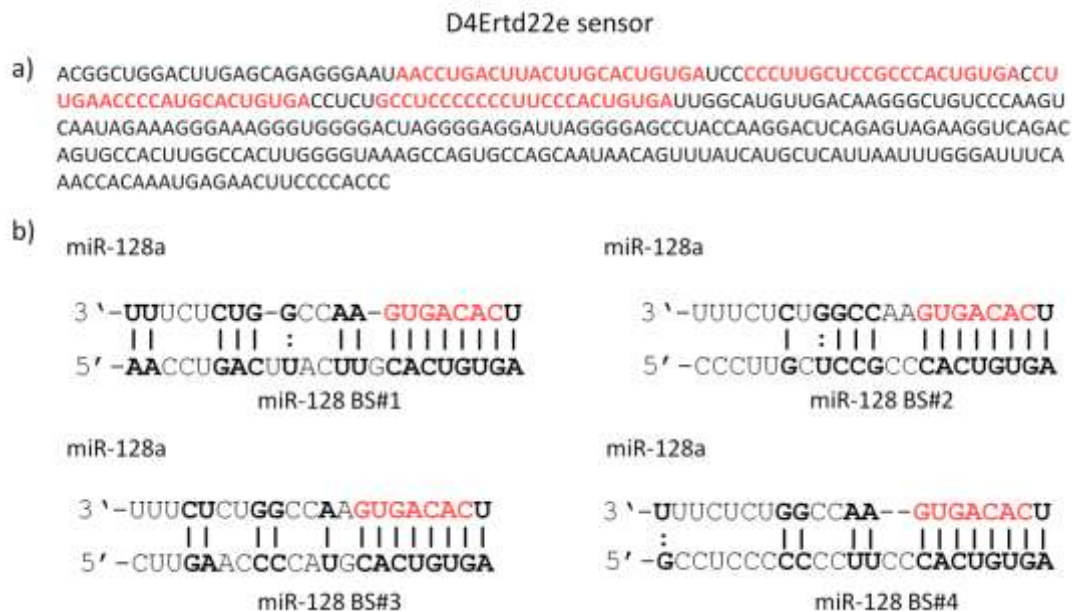 D4Ertd22e sensor
a) ACGGCUGGACUUGAGCAGAGGGAAUAACCUGACUUACUUGCACUGUGAUCCCCCUUGCUCCGCCCACUGUGACCU
UGAACCCCAUGCACUGUGACCUCUGCCUCCCCCCCUUCCCACUGUGAUUGGCAUGUUGACAAGGGCUGUCCCAAGU
CAAUAGAAAGGGAAAGGGUGGGGACUAGGGGAGGAUUAGGGGAGCCUACCAAGGACUCAGAGUAGAAGGUCAGAC
AGUGCCACUUGGCCACUUGGGGUAAAGCCAGUGCCAGCAAUAACAGUUUAUCAUGCUCAUUAAUUUGGGAUUUCA
AACCACAAAUGAGAACUUCCCCACCC
b)
miR-128a
3 ‘-UUUCUCUG-GCCAA-GUGACACU
5’-AACCUGACUUACUUGCACUGUGA
miR-128 BS#1
miR-128a
3 ‘-UUUCUCUGGCCAAGUGACACU
5’-CCCUUGCUCCGCCCACUGUGA
miR-128 BS#2
miR-128a
3 ‘-UUUCUCUGGCCAAGUGACACU
5’-CUUGAACCCCAUGCACUGUGA
miR-128 BS#3
miR-128a
3 ‘-UUUCUCUGGCCAA--GUGACACU
5’-GCCUCCCCCCCUUCCCACUGUGA
miR-128 BS#4